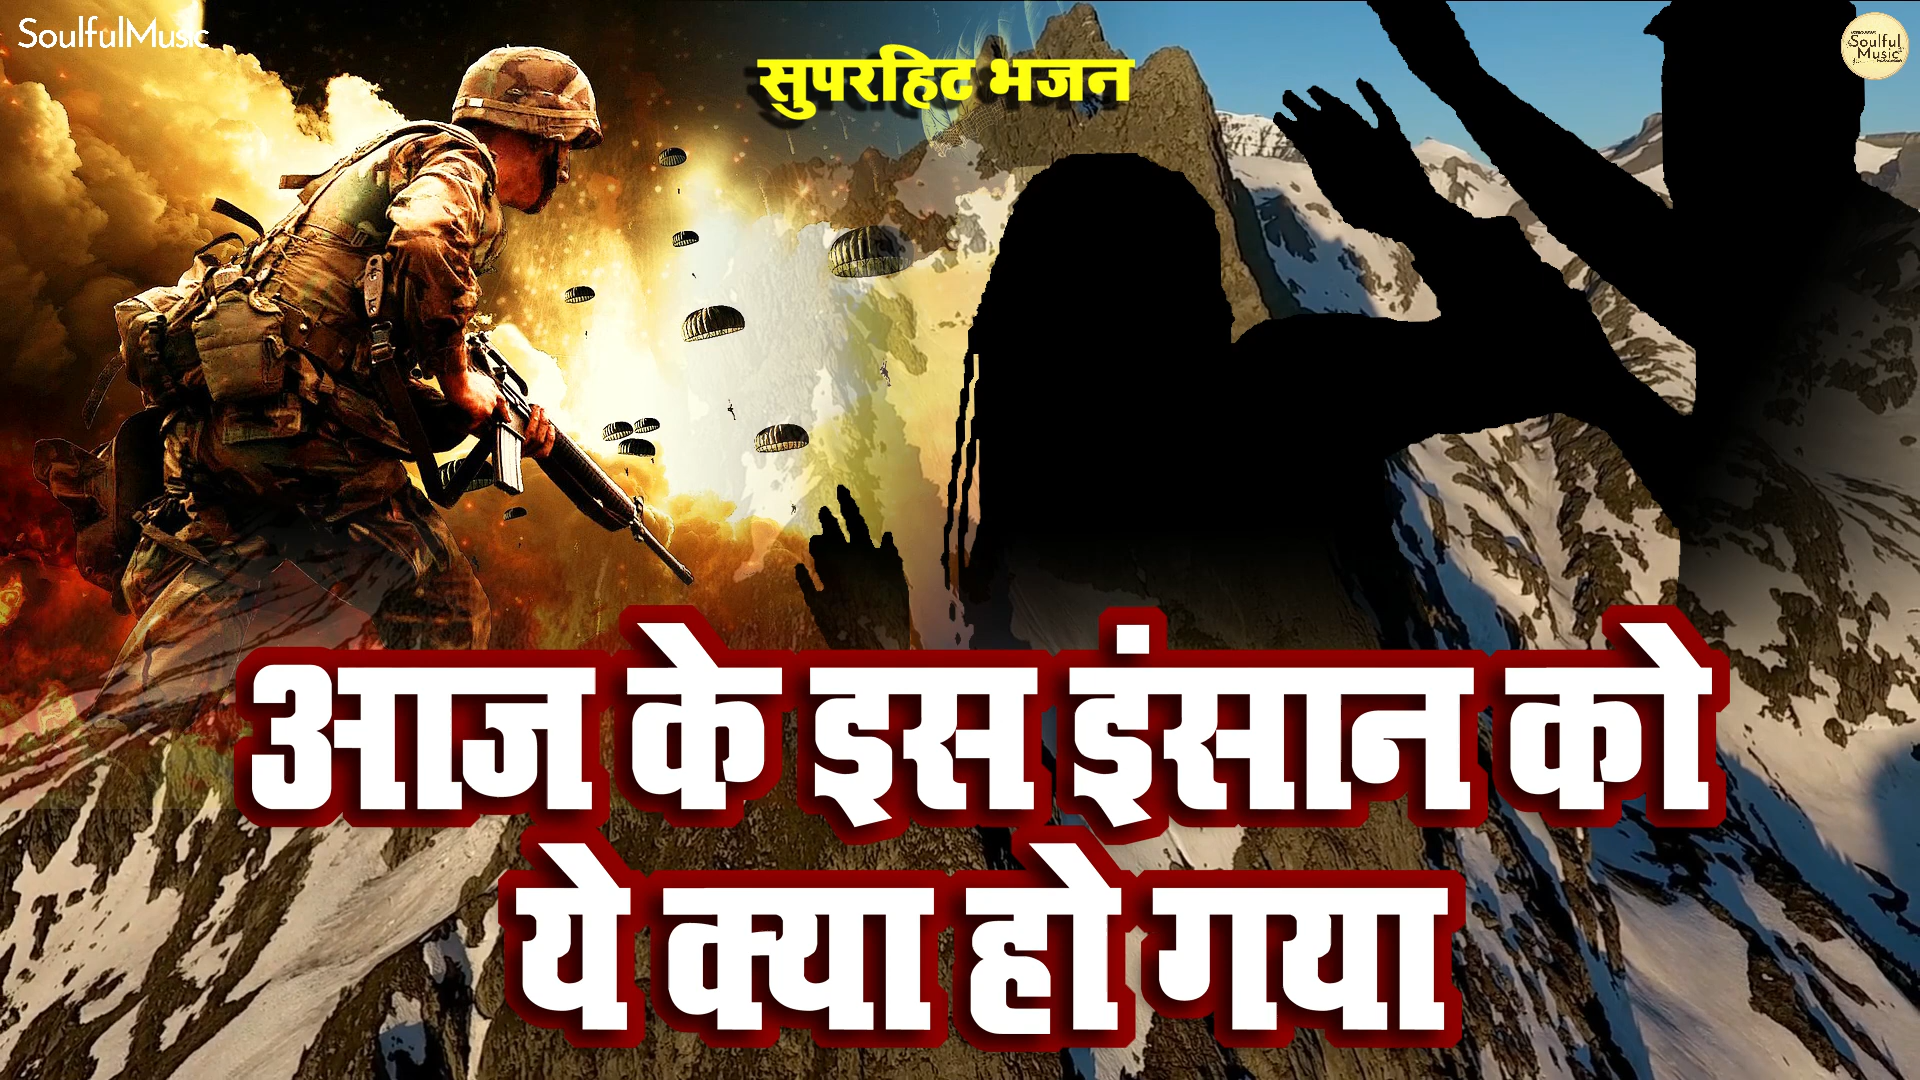 SoulfulMusic
Soulful
Music
सुपरहिट भजन
आज के इस इंसान को
ये क्या हो गया